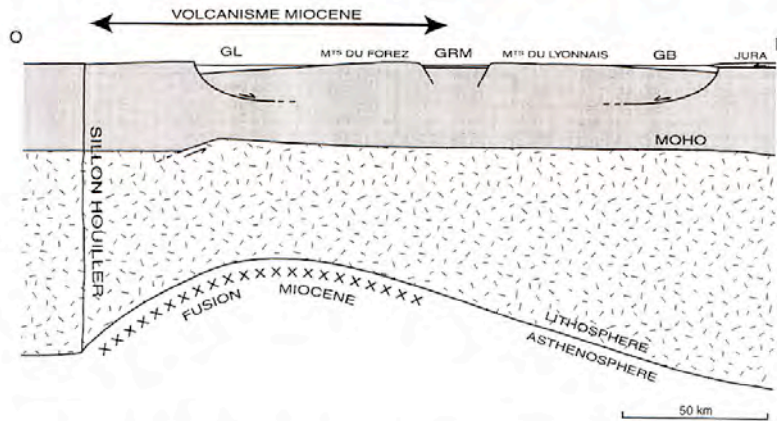 VOLCANISME MIOCENE
O
GL
MTS DU FOREZ
GRM
MTS DU LYONNAIS
GB
JURA
MOHO
SILLON HOUILLER
FUSION
MIOCENE
LITHOSPHERE
ASTHENOSPHERE
50 km